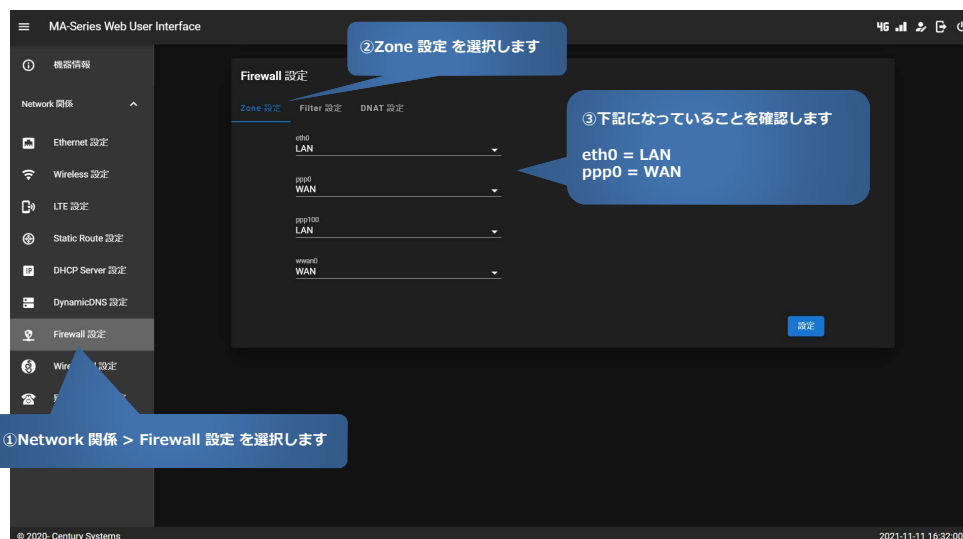 MA-Series Web User Interface
4G
②Zone 設定 を選択します
機器情報
Firewall 設定
Network 関係
Zone 設定 Filter 設定 DNAT 設定
③下記になっていることを確認します
eth0 = LAN
ppp0 = WAN
eth0
LAN
ppp0
WAN
ppp100
LAN
wwan0
WAN
設定
Ethernet 設定
Wireless 設定
LTE 設定
Static Route 設定
IP
DHCP Server 設定
DynamicDNS 設定
Firewall 設定
設定
①Network 関係 > Firewall 設定 を選択します
© 2020- Century Systems
2021-11-11 16:32:00